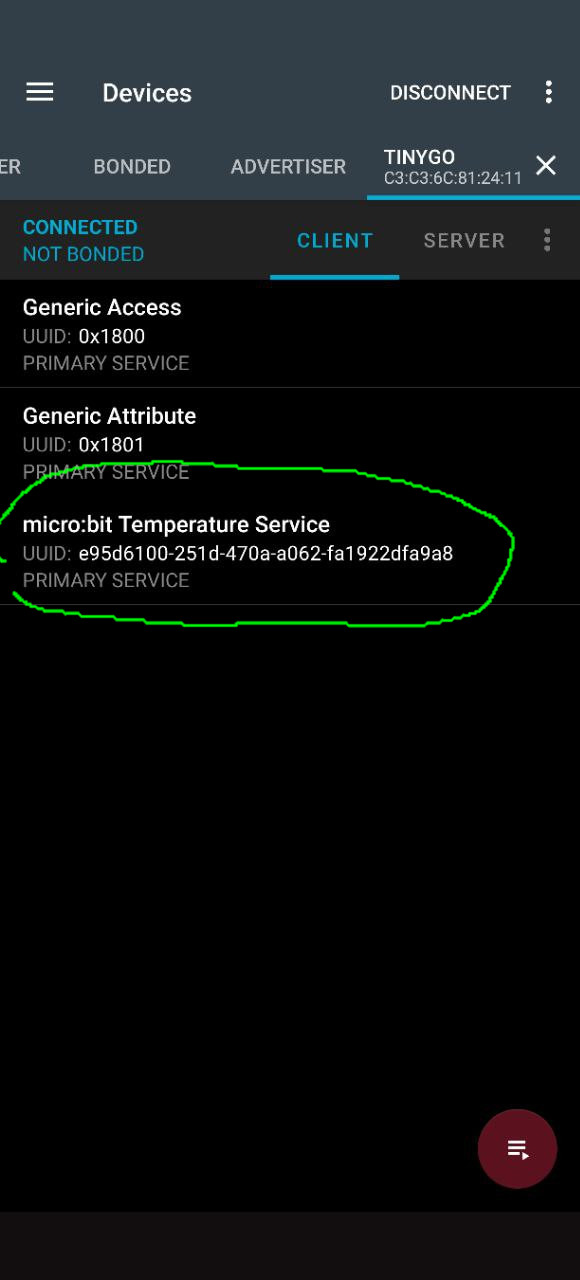 Devices
DISCONNECT
ER
BONDED
ADVERTISER
TINYGO
C3:C3:6C:81:24:11
CONNECTED
NOT BONDED
CLIENT
SERVER
Generic Access
UUID: 0x1800
PRIMARY SERVICE
Generic Attribute
UUID: 0x1801
PRIMARY SERVICE
micro:bit Temperature Service
UUID: e95d6100-251d-470a-a062-fa1922dfa9a8
PRIMARY SERVICE